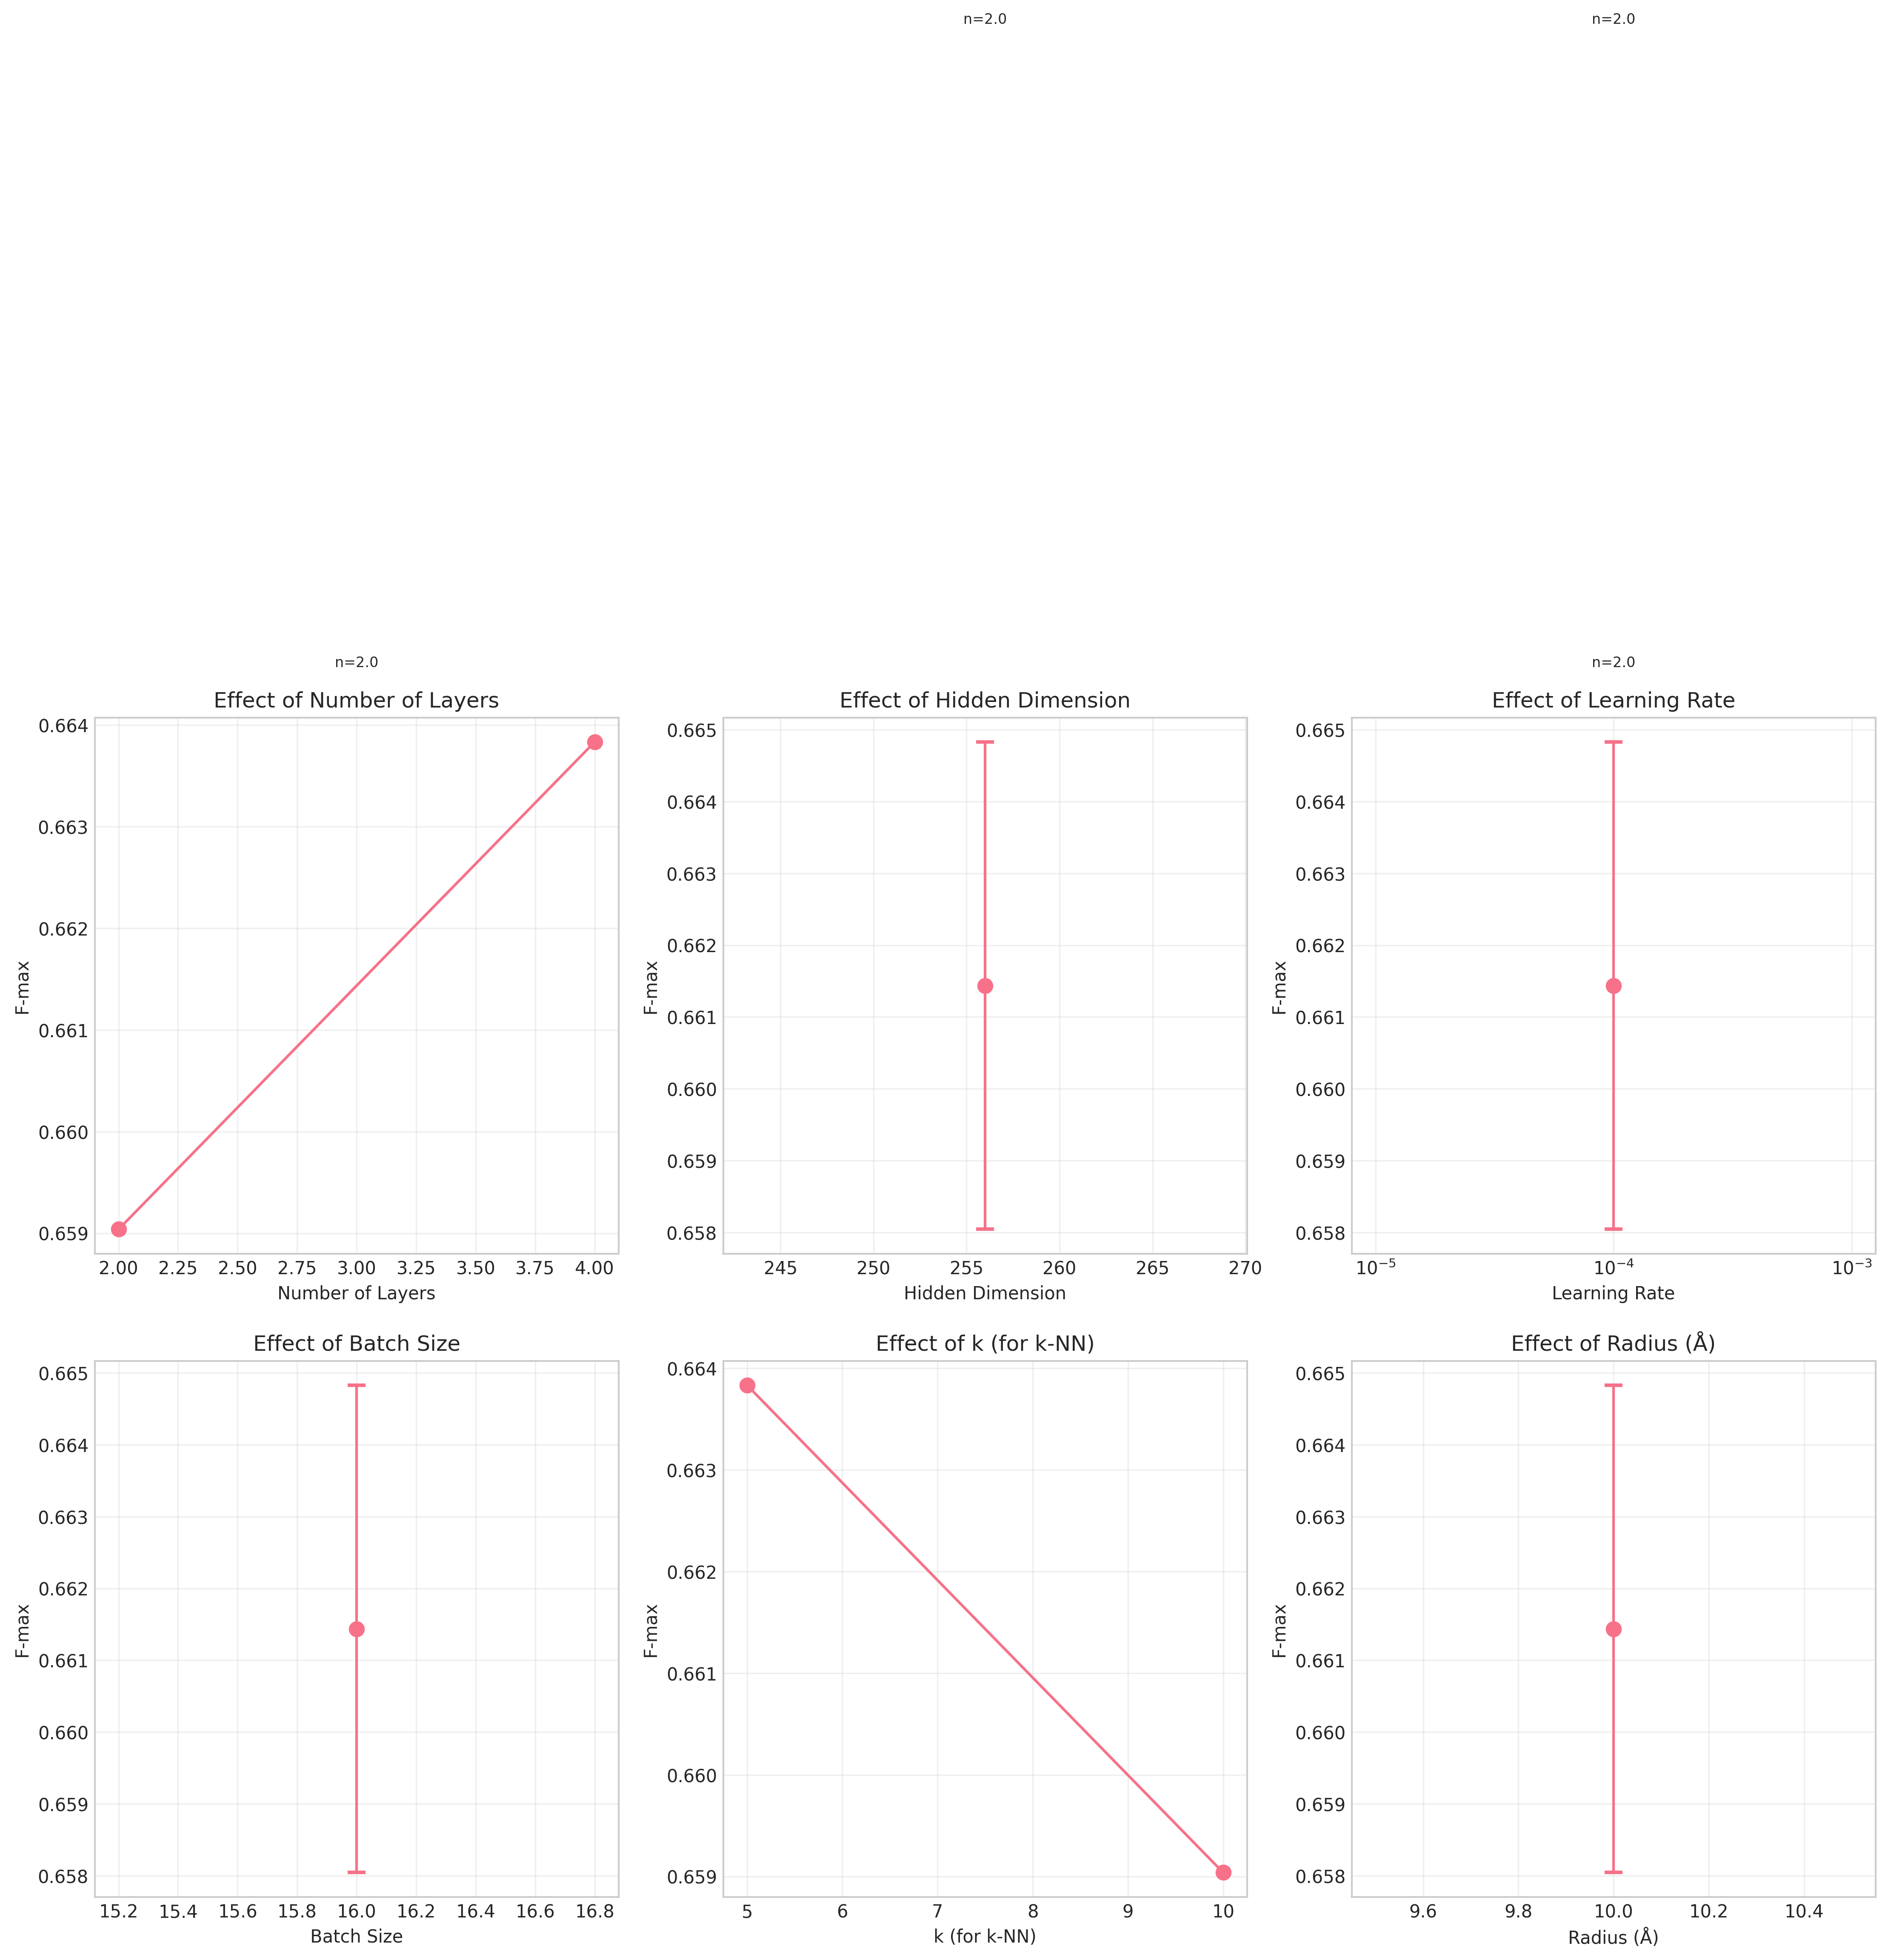 n=2.0
n=2.0
n=2.0
n=2.0
Effect of Number of Layers
0.664
0.663
0.662
0.661
0.660
0.659
F-max
2.00 2.25 2.50 2.75 3.00 3.25 3.50 3.75 4.00
Number of Layers
Effect of Hidden Dimension
0.665
0.664
0.663
0.662
0.661
0.660
0.659
0.658
F-max
245 250 255 260 265 270
Hidden Dimension
Effect of Learning Rate
0.665
0.664
0.663
0.662
0.661
0.660
0.659
0.658
F-max
10⁻⁵ 10⁻⁴ 10⁻³
Learning Rate
Effect of Batch Size
0.665
0.664
0.663
0.662
0.661
0.660
0.659
0.658
F-max
15.2 15.4 15.6 15.8 16.0 16.2 16.4 16.6 16.8
Batch Size
Effect of k (for k-NN)
0.664
0.663
0.662
0.661
0.660
0.659
F-max
5 6 7 8 9 10
k (for k-NN)
Effect of Radius (Å)
0.665
0.664
0.663
0.662
0.661
0.660
0.659
0.658
F-max
9.6 9.8 10.0 10.2 10.4
Radius (Å)